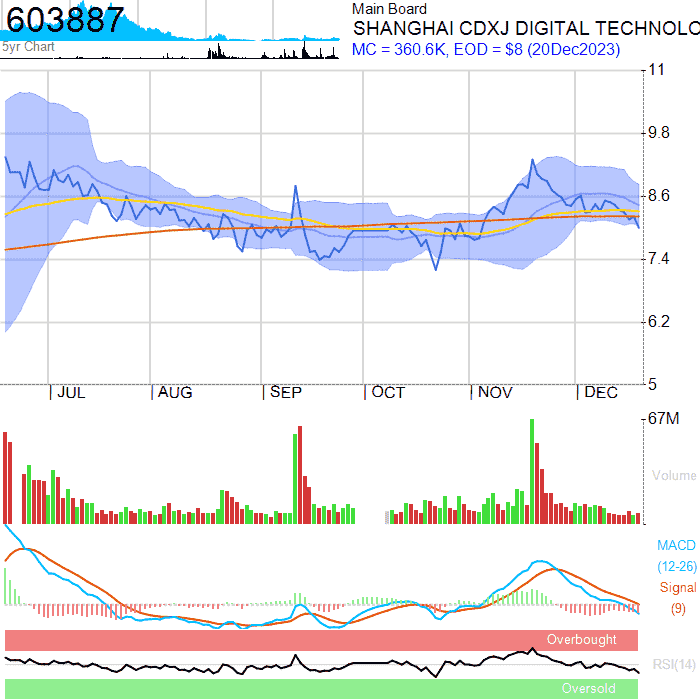 603887
5yr Chart
Main Board
SHANGHAI CDXJ DIGITAL TECHNOLO
MC = 360.6K, EOD = $8 (20Dec2023)
11
9.8
8.6
7.4
6.2
5
JUL AUG SEP OCT NOV DEC
67M
Volume
MACD
(12-26)
Signal
(9)
Overbought
RSI(14)
Oversold